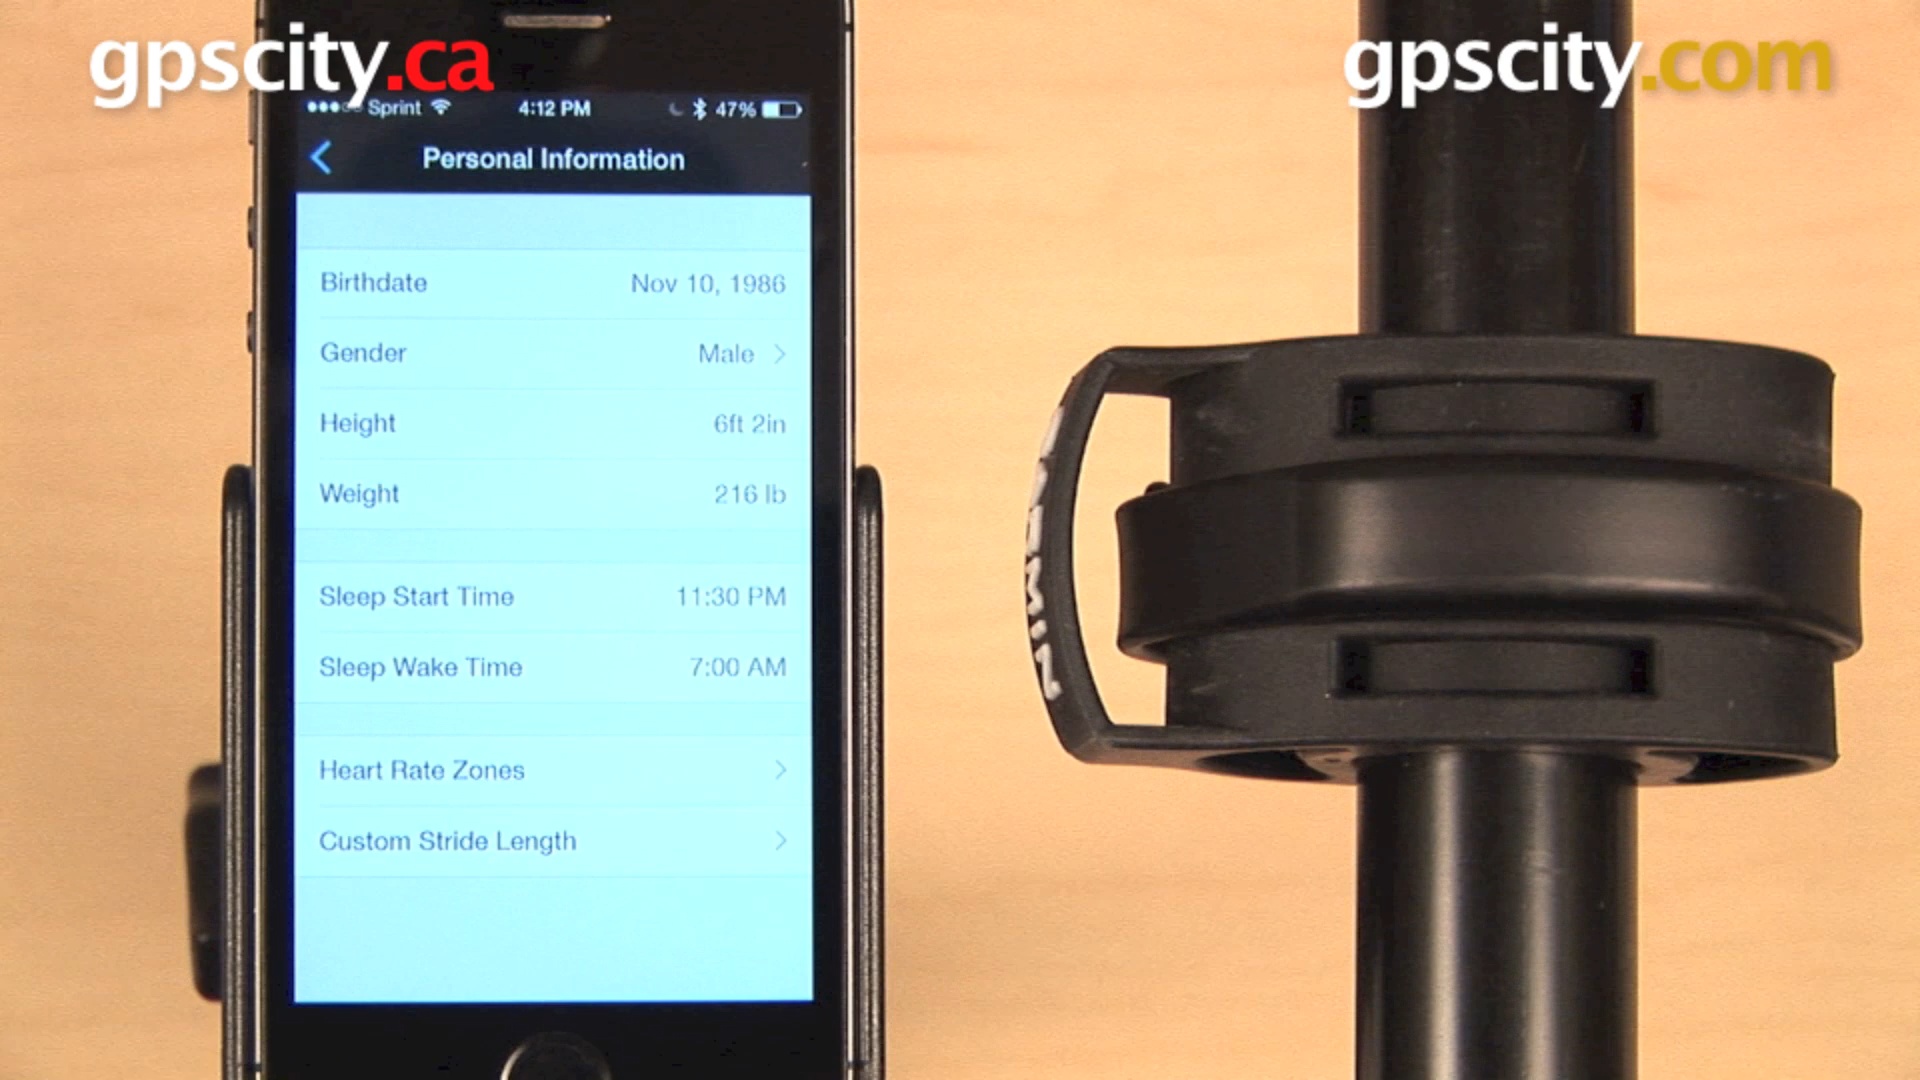 gpscity.ca
gpscity.com
Sprint 4:12 PM 47%
Personal Information
Birthdate Nov 10, 1986
Gender Male
Height 6ft 2in
Weight 216 lb
Sleep Start Time 11:30 PM
Sleep Wake Time 7:00 AM
Heart Rate Zones
Custom Stride Length
GARMIN